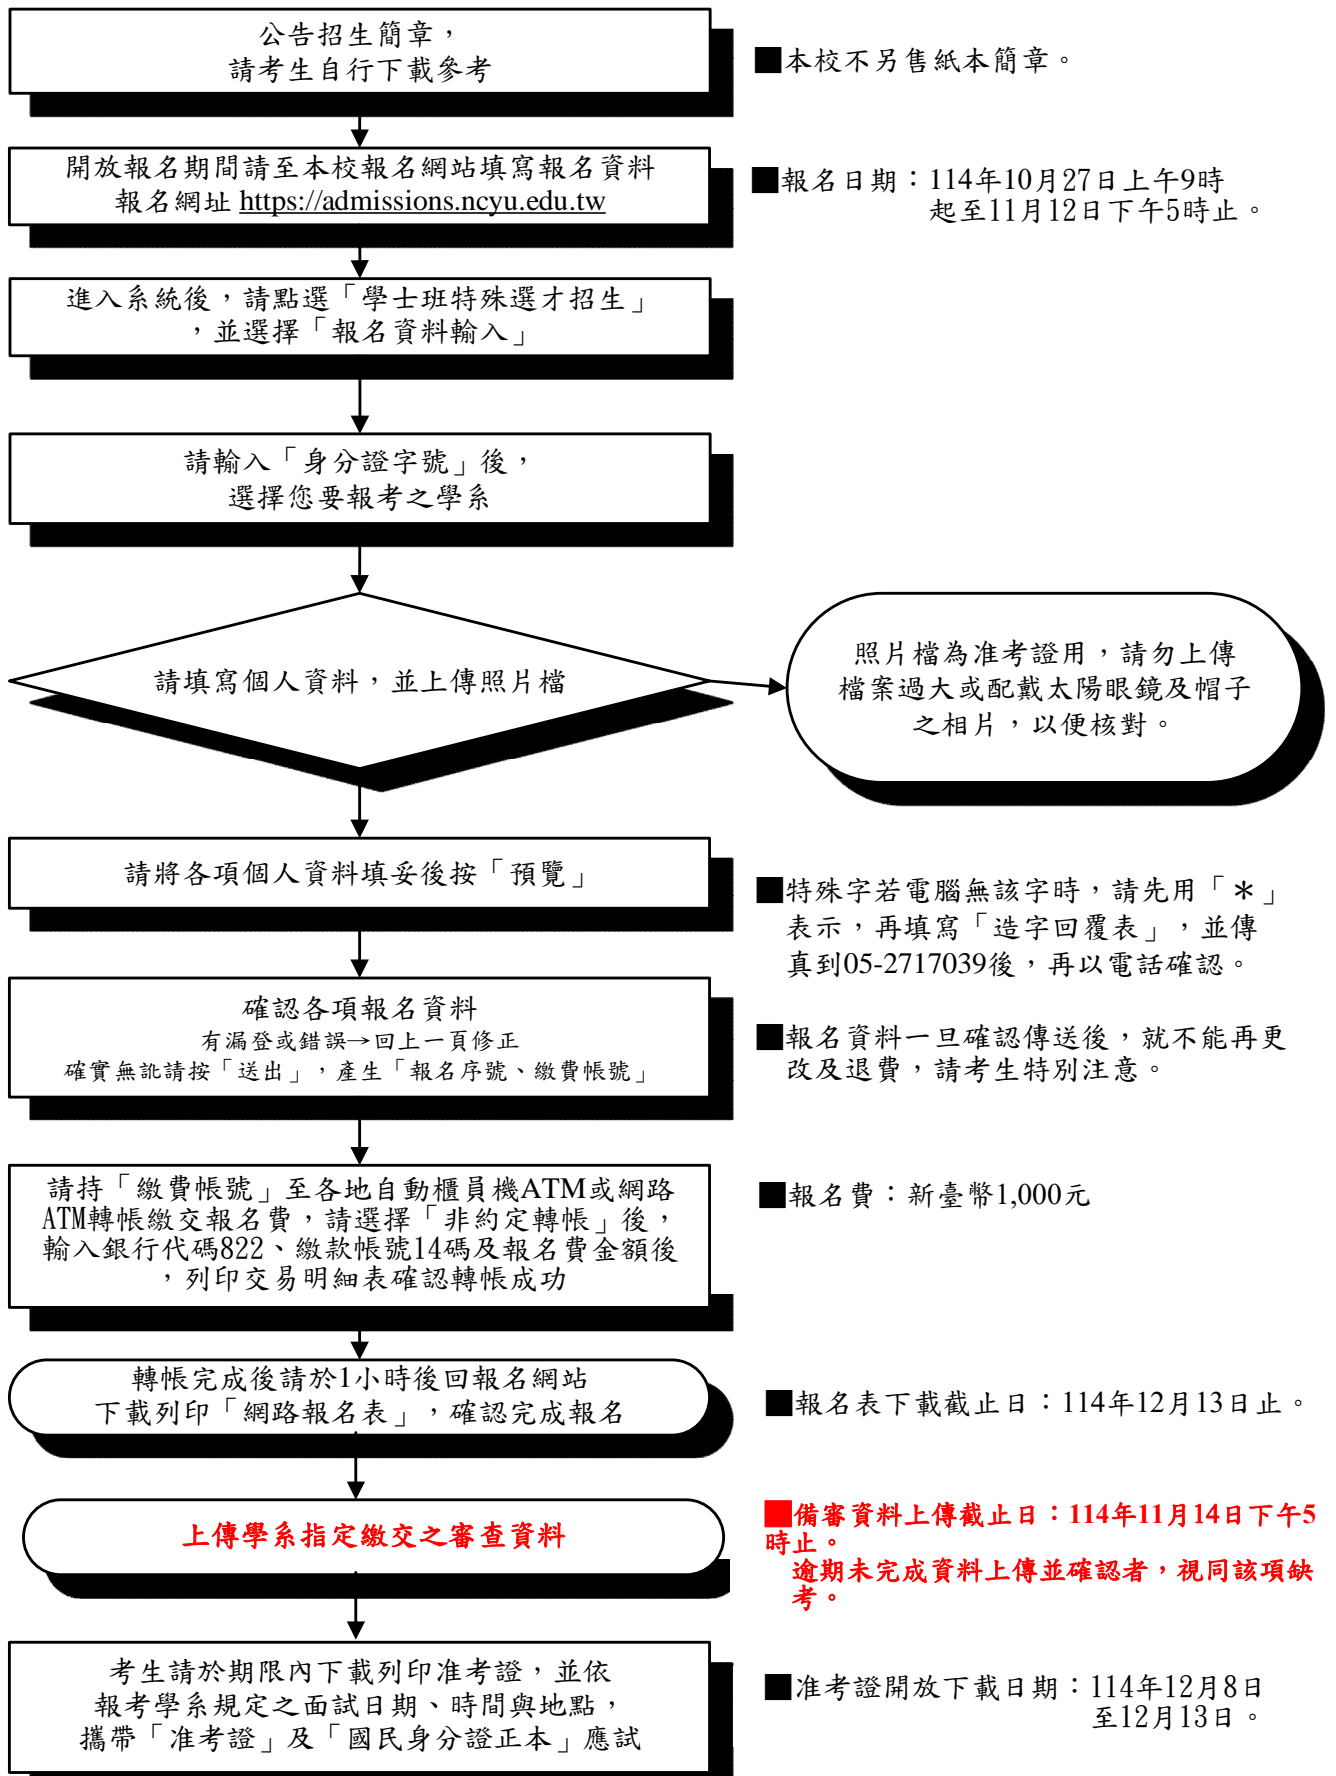 公告招生簡章，
請考生自行下載參考
■本校不另售紙本簡章。
開放報名期間請至本校報名網站填寫報名資料
報名網址 https://admissions.ncyu.edu.tw
■報名日期：114年10月27日上午9時
起至11月12日下午5時止。
進入系統後，請點選「學士班特殊選才招生」
，並選擇「報名資料輸入」
請輸入「身分證字號」後，
選擇您要報考之學系
請填寫個人資料，並上傳照片檔
照片檔為准考證用，請勿上傳
檔案過大或配戴太陽眼鏡及帽子
之相片，以便核對。
請將各項個人資料填妥後按「預覽」
■特殊字若電腦無該字時，請先用「＊」
表示，再填寫「造字回覆表」，並傳
真到05-2717039後，再以電話確認。
確認各項報名資料
有漏登或錯誤→回上一頁修正
確實無訛請按「送出」，產生「報名序號、繳費帳號」
■報名資料一旦確認傳送後，就不能再更
改及退費，請考生特別注意。
請持「繳費帳號」至各地自動櫃員機ATM或網路
ATM轉帳繳交報名費，請選擇「非約定轉帳」後，
輸入銀行代碼822、繳款帳號14碼及報名費金額後
，列印交易明細表確認轉帳成功
■報名費：新臺幣1,000元
轉帳完成後請於1小時後回報名網站
下載列印「網路報名表」，確認完成報名
■報名表下載截止日：114年12月13日止。
上傳學系指定繳交之審查資料
■備審資料上傳截止日：114年11月14日下午5
時止。
逾期未完成資料上傳並確認者，視同該項缺
考。
考生請於期限內下載列印准考證，並依
報考學系規定之面試日期、時間與地點，
攜帶「准考證」及「國民身分證正本」應試
■准考證開放下載日期：114年12月8日
至12月13日。